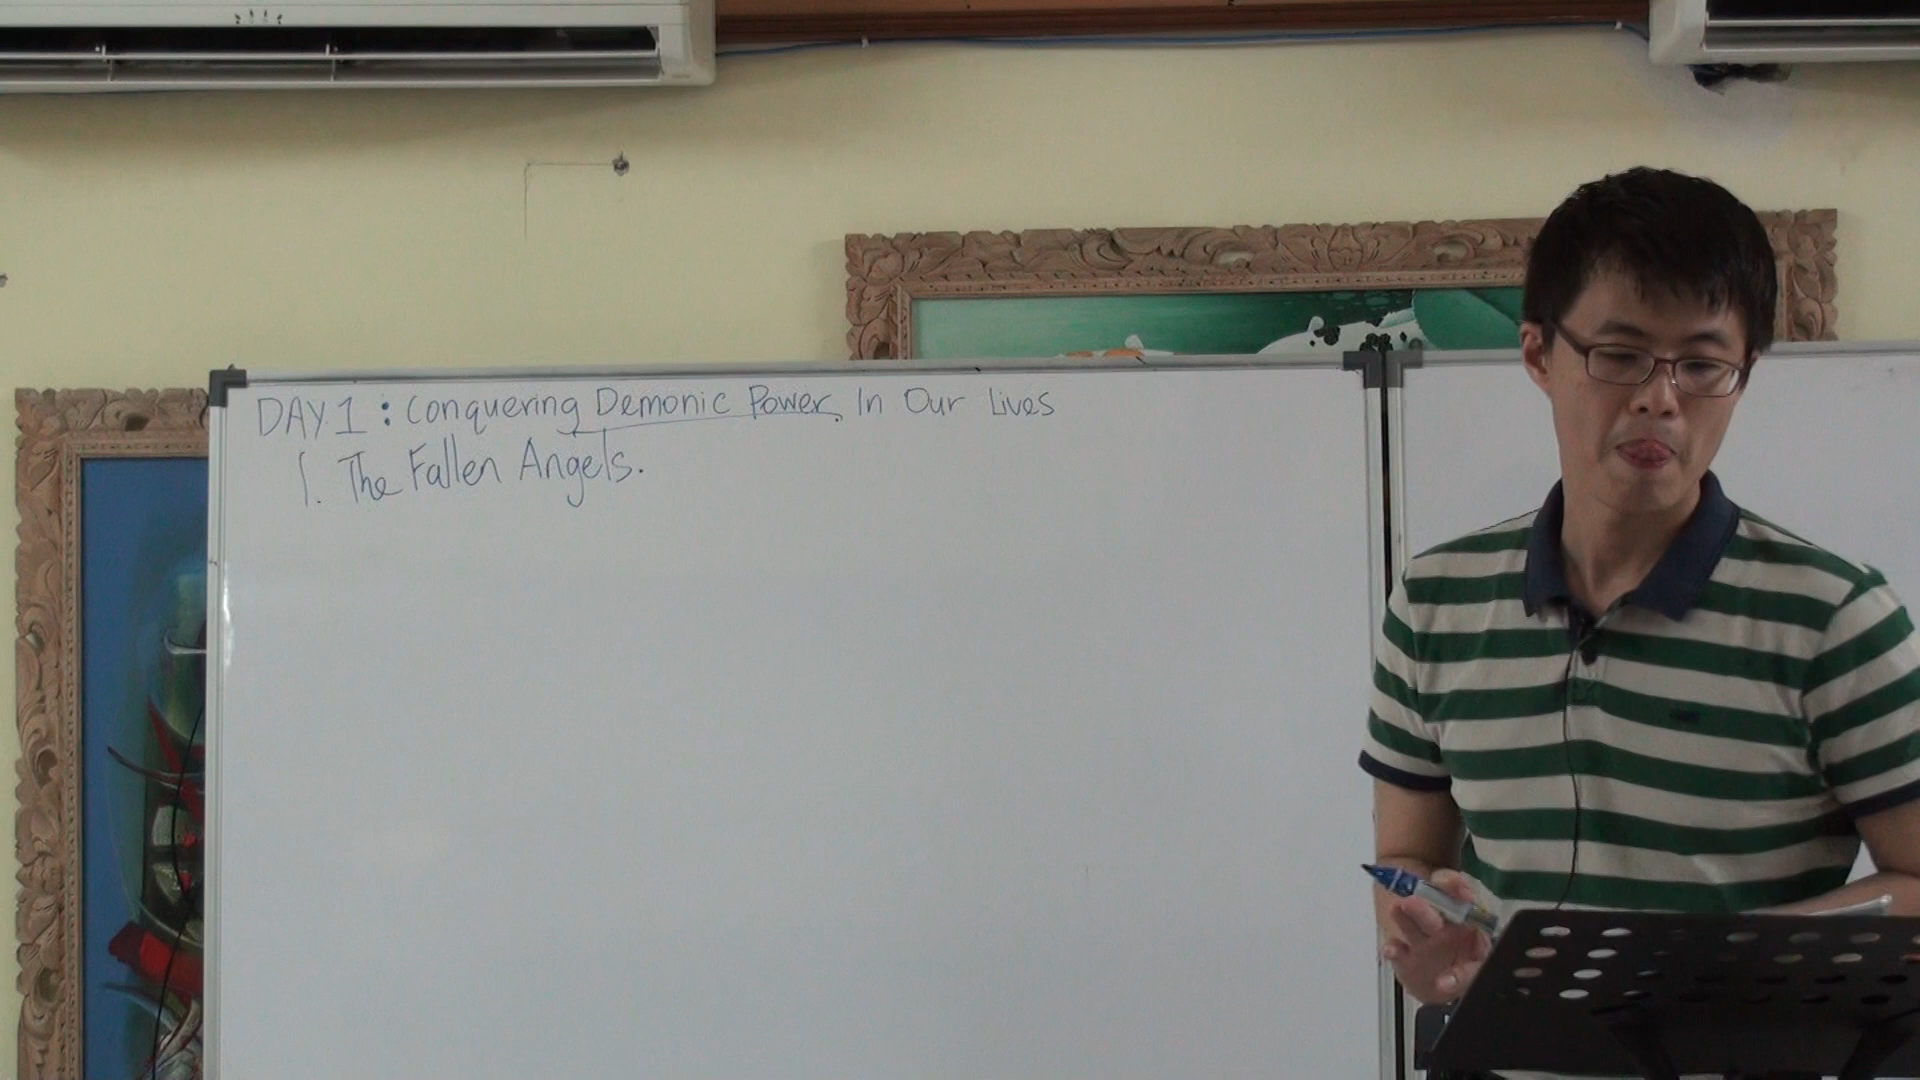 DAY 1 : Conquering Demonic Power In Our Lives
1. The Fallen Angels.